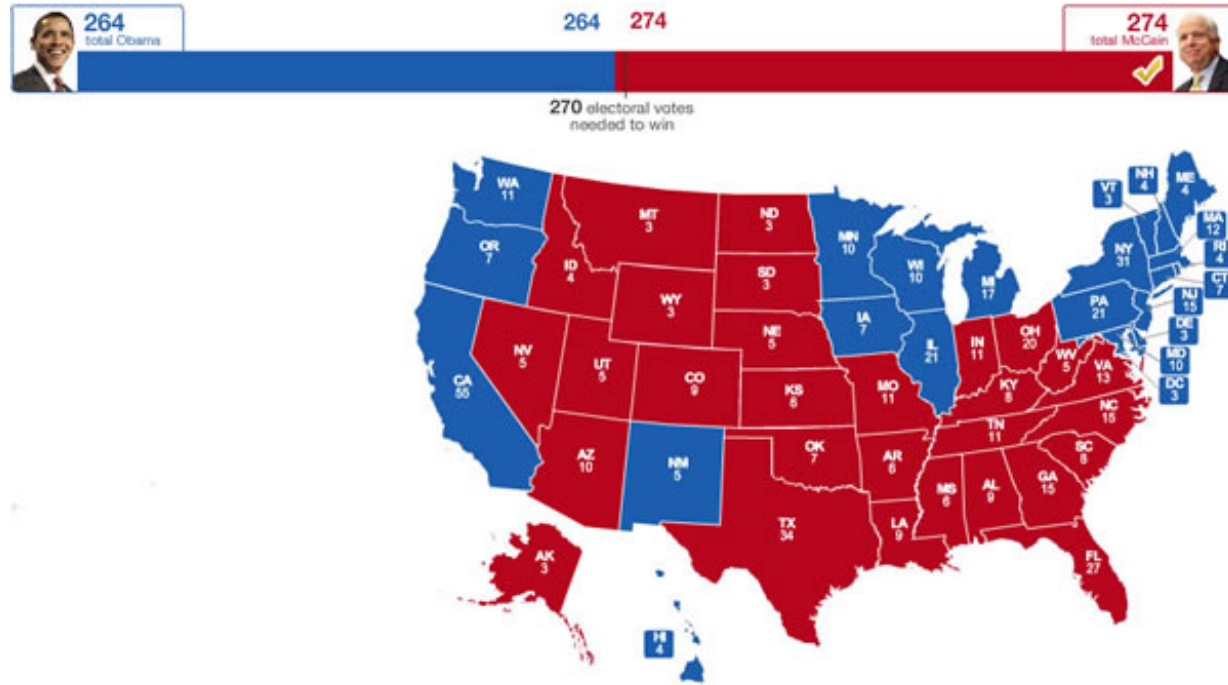 264
total Obama
264 274
274
total McCain
270 electoral votes
needed to win
WA
11
OR
7
CA
55
NV
5
ID
4
MT
3
WY
3
UT
5
CO
9
AZ
10
NM
5
ND
3
SD
3
NE
5
KS
6
OK
7
TX
34
MN
10
IA
7
MO
11
AR
6
LA
9
WI
10
IL
21
MI
17
IN
11
OH
20
KY
8
TN
11
MS
6
AL
9
GA
15
FL
27
SC
8
NC
15
VA
13
WV
5
PA
21
NY
31
VT
3
NH
4
ME
4
MA
12
RI
4
CT
7
NJ
15
DE
3
MD
10
DC
3
AK
3
HI
4